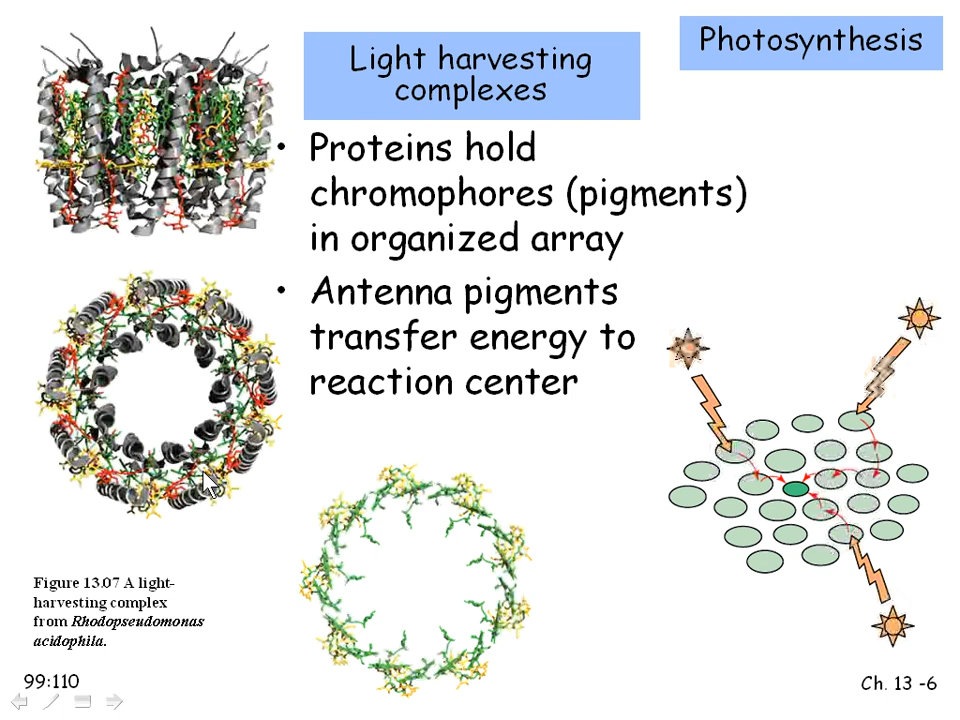 Photosynthesis
Light harvesting
complexes
• Proteins hold
chromophores (pigments)
in organized array
• Antenna pigments
transfer energy to
reaction center
Figure 13.07 A light-
harvesting complex
from Rhodopseudomonas
acidophila.
99:110
Ch. 13 -6